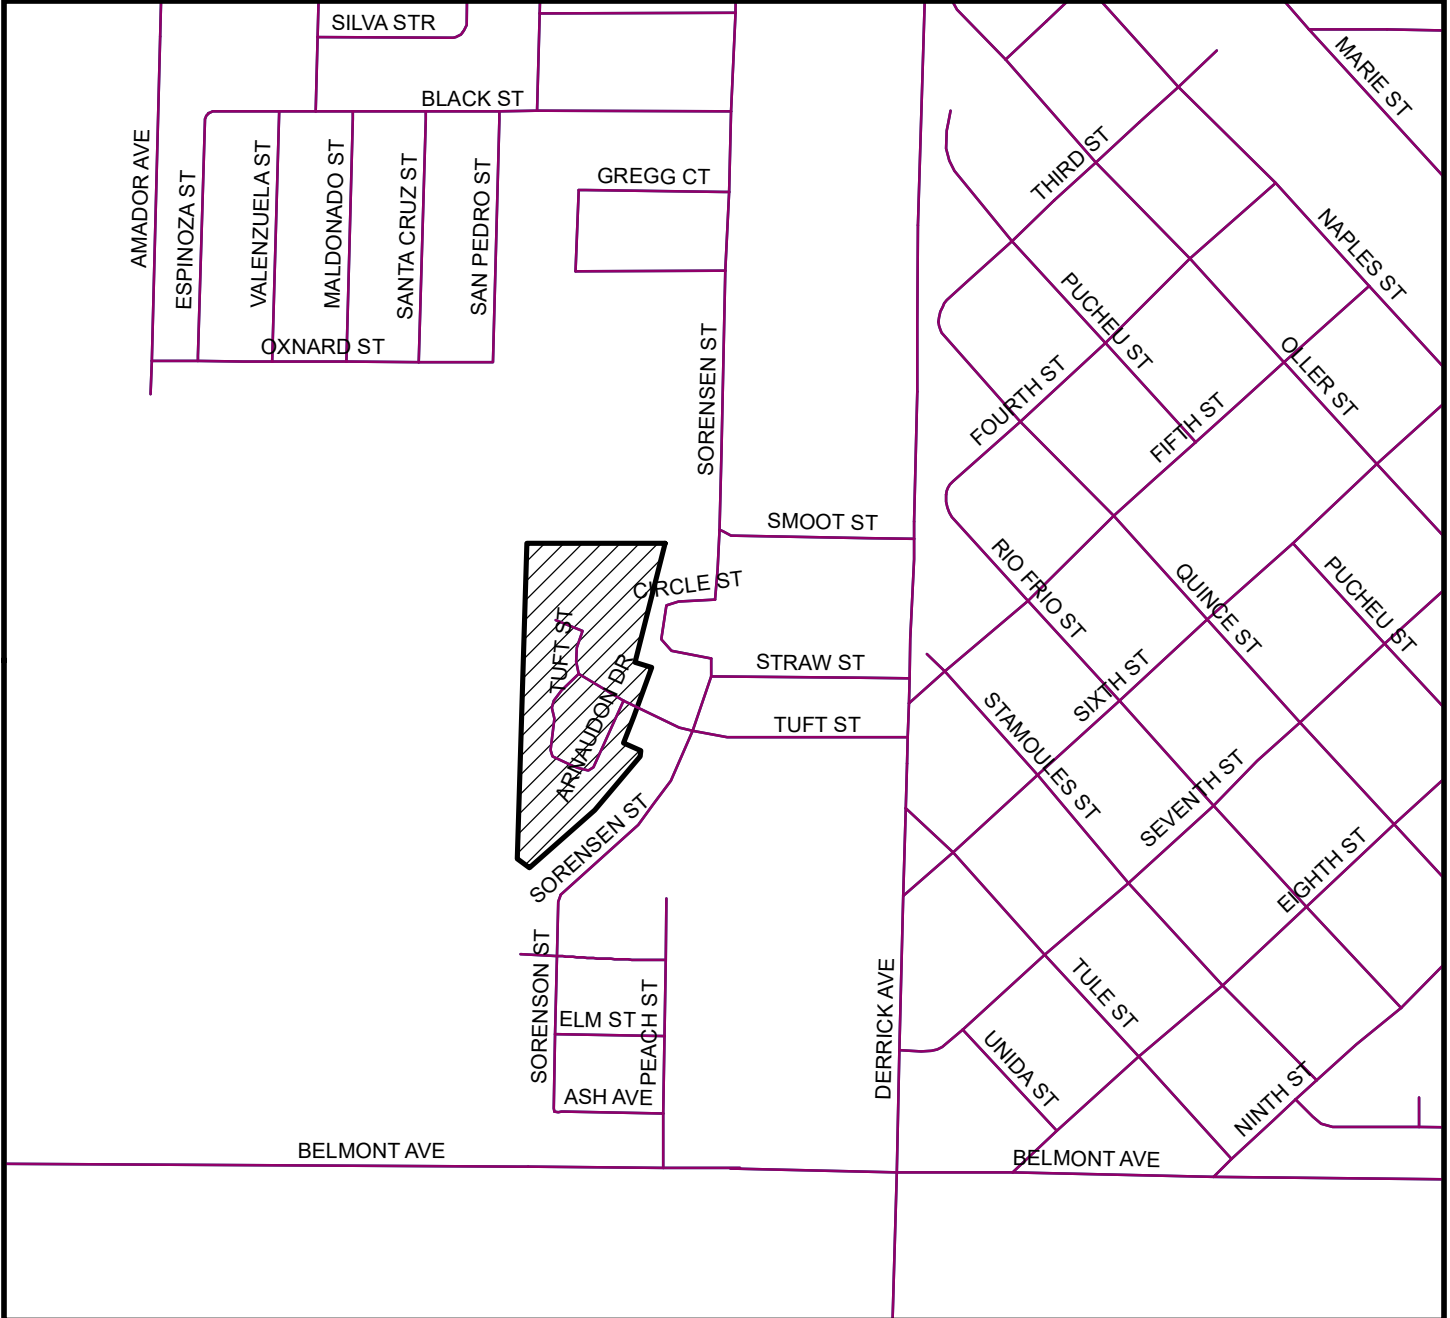 SILVA STR
MARIE ST
BLACK ST
AMADOR AVE
ESPINOZA ST
VALENZUELA ST
MALDONADO ST
SANTA CRUZ ST
SAN PEDRO ST
GREGG CT
THIRD ST
NAPLES ST
PUCHEU ST
OXNARD ST
SORENSEN ST
FOURTH ST
FIFTH ST
OLLER ST
SMOOT ST
CIRCLE ST
RIO FRIO ST
QUINCE ST
PUCHEU ST
TUFT ST
ARNAUDON DR
STRAW ST
SIXTH ST
TUFT ST
STAMOULES ST
SEVENTH ST
SORENSEN ST
EIGHTH ST
SORENSON ST
ELM ST
PEACH ST
DERRICK AVE
TULE ST
UNIDA ST
ASH AVE
NINTH ST
BELMONT AVE
BELMONT AVE